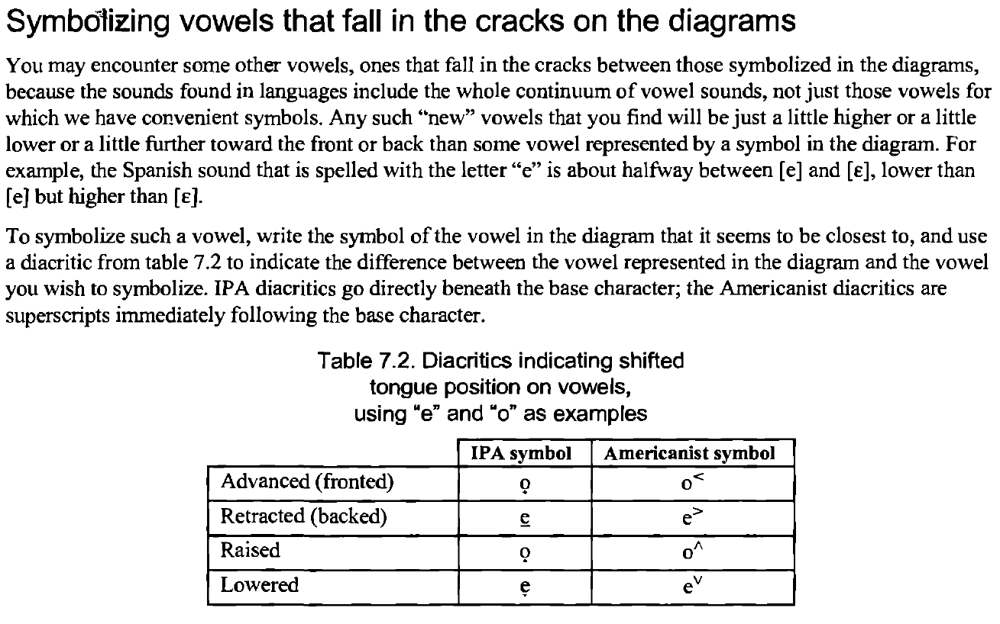 Symbolizing vowels that fall in the cracks on the diagrams
You may encounter some other vowels, ones that fall in the cracks between those symbolized in the diagrams,
because the sounds found in languages include the whole continuum of vowel sounds, not just those vowels for
which we have convenient symbols. Any such “new” vowels that you find will be just a little higher or a little
lower or a little further toward the front or back than some vowel represented by a symbol in the diagram. For
example, the Spanish sound that is spelled with the letter “e” is about halfway between [e] and [ɛ], lower than
[e] but higher than [ɛ].
To symbolize such a vowel, write the symbol of the vowel in the diagram that it seems to be closest to, and use
a diacritic from table 7.2 to indicate the difference between the vowel represented in the diagram and the vowel
you wish to symbolize. IPA diacritics go directly beneath the base character; the Americanist diacritics are
superscripts immediately following the base character.
Table 7.2. Diacritics indicating shifted
tongue position on vowels,
using “e” and “o” as examples
IPA symbol Americanist symbol
Advanced (fronted) o̟ o˂
Retracted (backed) e̠ e˃
Raised o̝ o˄
Lowered e̞ e˅